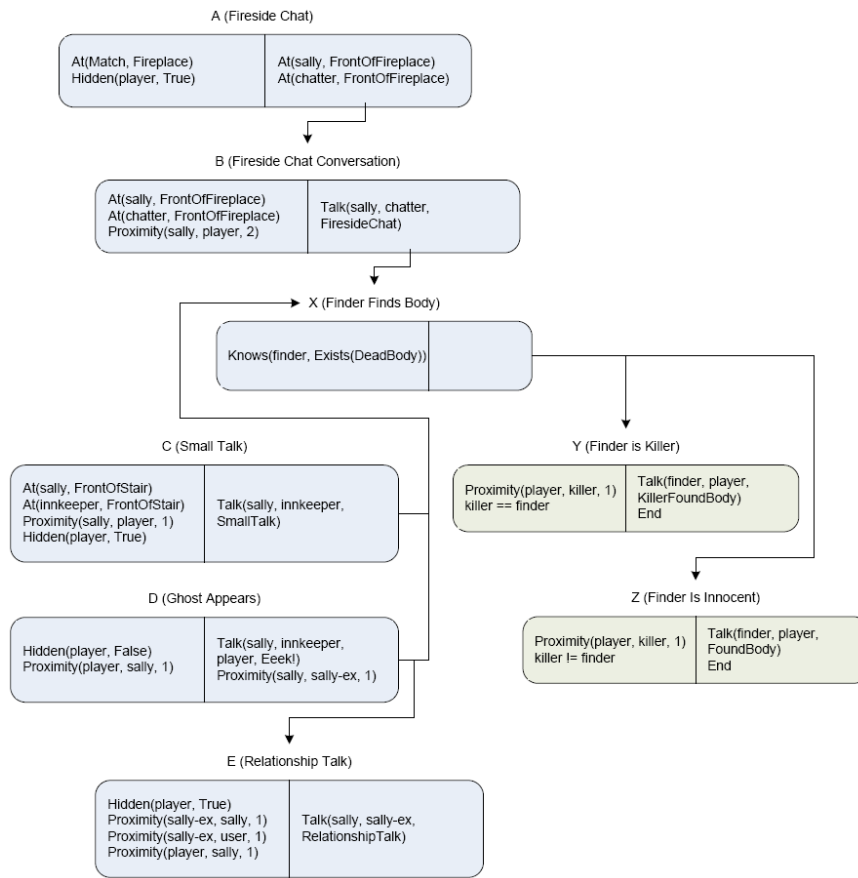 A (Fireside Chat)
At(Match, Fireplace)
Hidden(player, True)
At(sally, FrontOfFireplace)
At(chatter, FrontOfFireplace)
B (Fireside Chat Conversation)
At(sally, FrontOfFireplace)
At(chatter, FrontOfFireplace)
Proximity(sally, player, 2)
Talk(sally, chatter,
FiresideChat)
X (Finder Finds Body)
Knows(finder, Exists(DeadBody))
C (Small Talk)
At(sally, FrontOfStair)
At(innkeeper, FrontOfStair)
Proximity(sally, player, 1)
Hidden(player, True)
Talk(sally, innkeeper,
SmallTalk)
Y (Finder is Killer)
Proximity(player, killer, 1)
killer == finder
Talk(finder, player,
KillerFoundBody)
End
D (Ghost Appears)
Hidden(player, False)
Proximity(player, sally, 1)
Talk(sally, innkeeper,
player, Eeek!)
Proximity(sally, sally-ex, 1)
Z (Finder Is Innocent)
Proximity(player, killer, 1)
killer != finder
Talk(finder, player,
FoundBody)
End
E (Relationship Talk)
Hidden(player, True)
Proximity(sally-ex, sally, 1)
Proximity(sally-ex, user, 1)
Proximity(player, sally, 1)
Talk(sally, sally-ex,
RelationshipTalk)